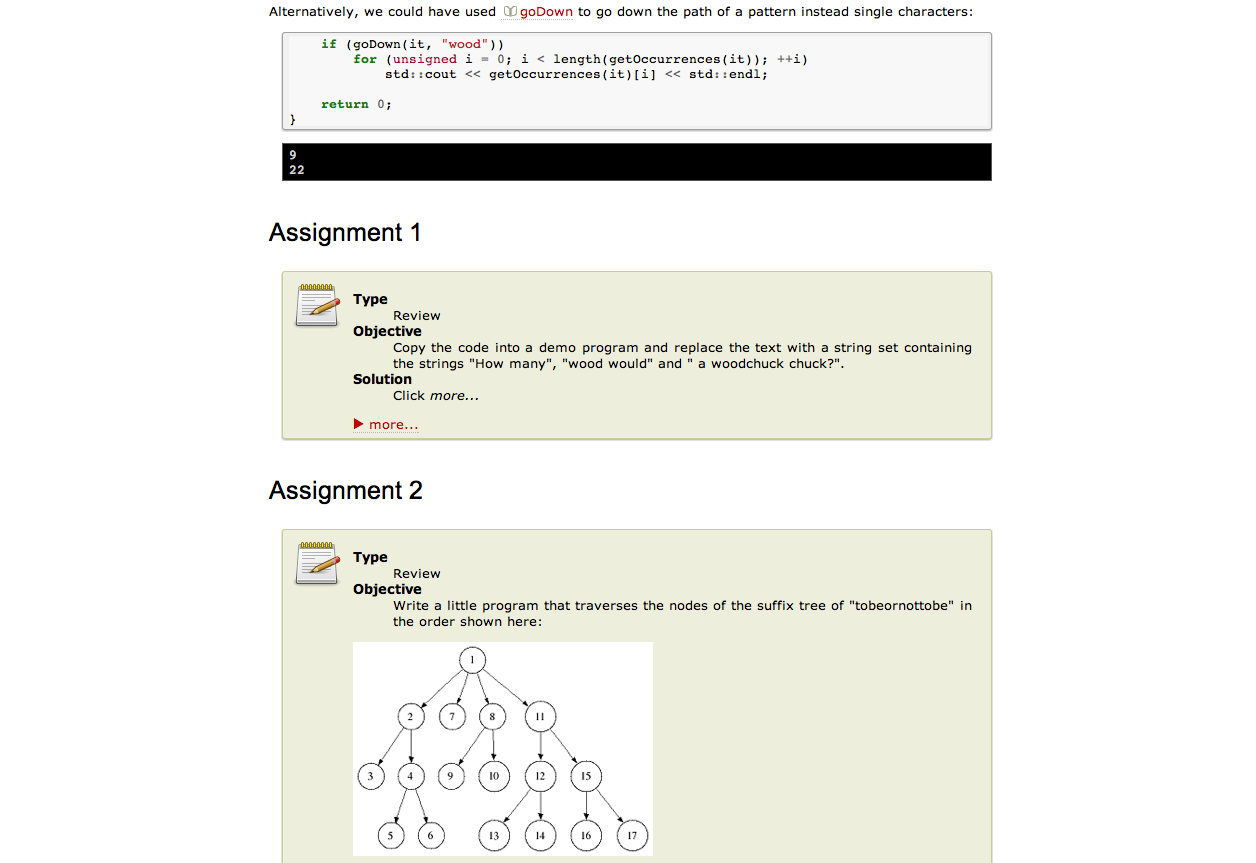 Alternatively, we could have used goDown to go down the path of a pattern instead single characters:
if (goDown(it, "wood"))
for (unsigned i = 0; i < length(getOccurrences(it)); ++i)
std::cout << getOccurrences(it)[i] << std::endl;
return 0;
}
9
22
Assignment 1
Type
Review
Objective
Copy the code into a demo program and replace the text with a string set containing
the strings "How many", "wood would" and " a woodchuck chuck?".
Solution
Click more...
more...
Assignment 2
Type
Review
Objective
Write a little program that traverses the nodes of the suffix tree of "tobeornottobe" in
the order shown here:
1
2 7 8 11
3 4 9 10 12 15
5 6 13 14 16 17